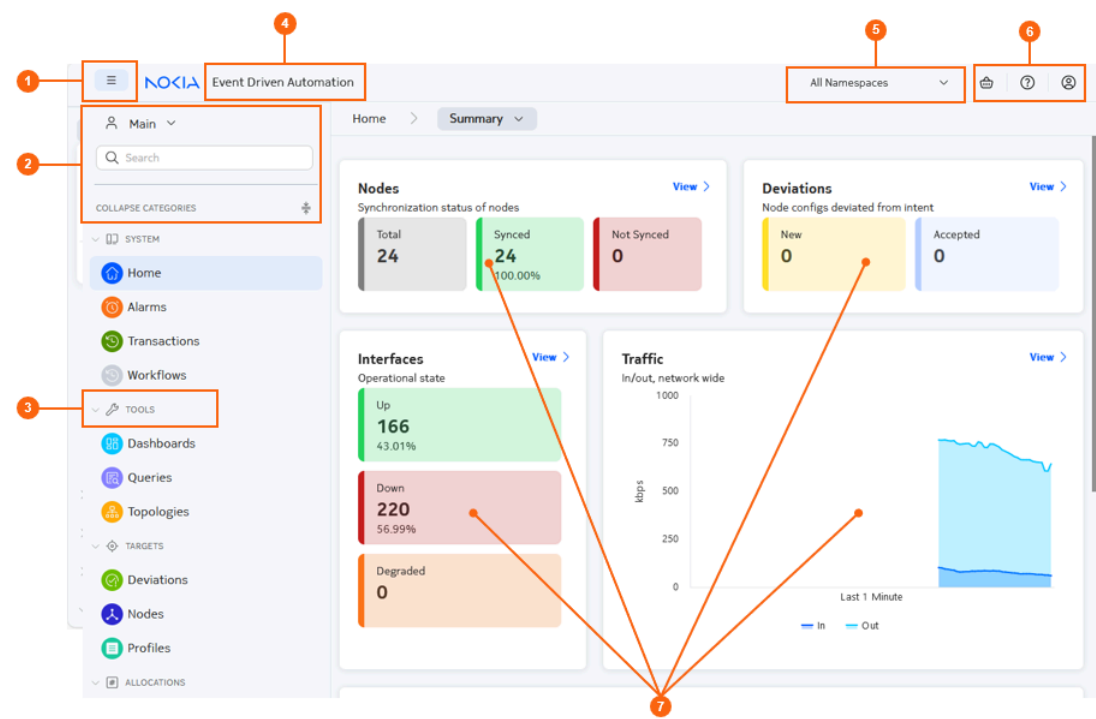 4
5
6
1
NOKIA
Event Driven Automation
All Namespaces
Main
Home
Summary
2
Search
COLLAPSE CATEGORIES
SYSTEM
Home
Alarms
Transactions
Workflows
3
TOOLS
Dashboards
Queries
Topologies
TARGETS
Deviations
Nodes
Profiles
ALLOCATIONS
Nodes
View
Synchronization status of nodes
Total
24
Synced
24
100.00%
Not Synced
0
Deviations
View
Node configs deviated from intent
New
0
Accepted
0
Interfaces
View
Operational state
Up
166
43.01%
Down
220
56.99%
Degraded
0
Traffic
View
In/out, network wide
1000
750
500
250
0
kbps
Last 1 Minute
In
Out
7